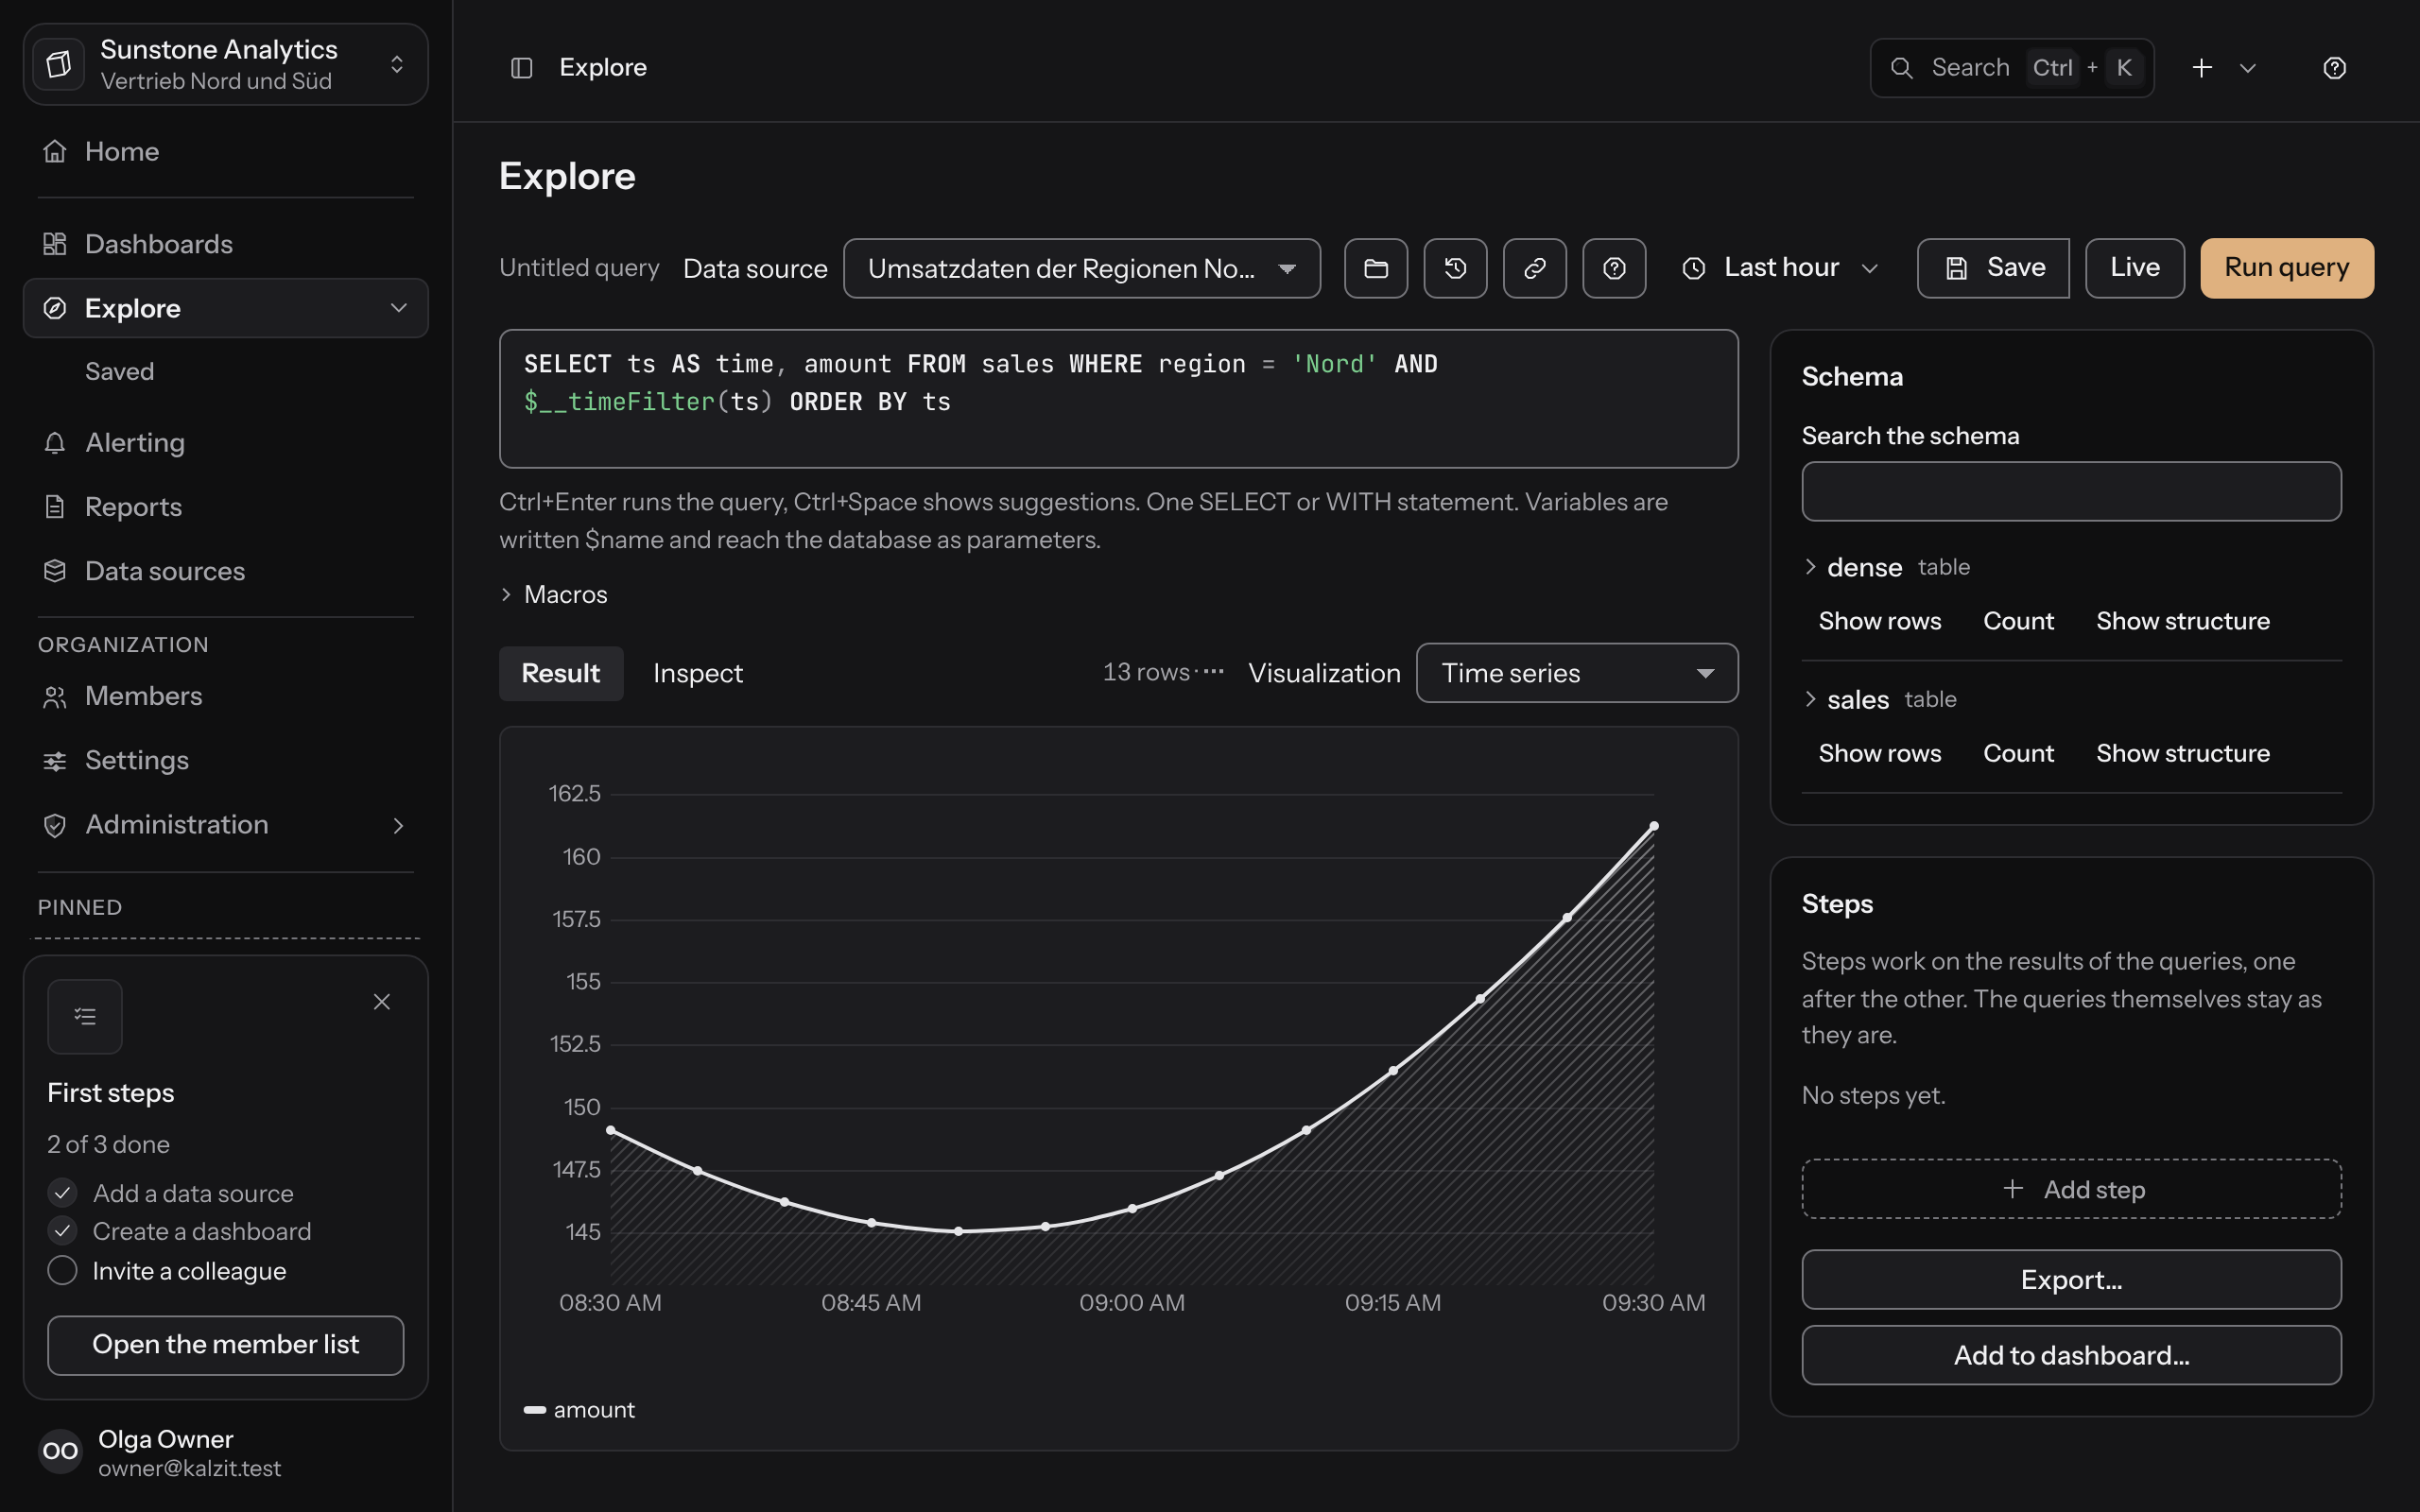 Sunstone Analytics
Vertrieb Nord und Süd
Home
Dashboards
Explore
Saved
Alerting
Reports
Data sources
ORGANIZATION
Members
Settings
Administration
PINNED
First steps
2 of 3 done
Add a data source
Create a dashboard
Invite a colleague
Open the member list
OO
Olga Owner
owner@kalzit.test
Explore
Search Ctrl + K
Explore
Untitled query Data source Umsatzdaten der Regionen No... Last hour Save Live Run query
SELECT ts AS time, amount FROM sales WHERE region = 'Nord' AND
$__timeFilter(ts) ORDER BY ts
Ctrl+Enter runs the query, Ctrl+Space shows suggestions. One SELECT or WITH statement. Variables are
written $name and reach the database as parameters.
Macros
Result Inspect 13 rows · ... Visualization Time series
162.5
160
157.5
155
152.5
150
147.5
145
08:30 AM 08:45 AM 09:00 AM 09:15 AM 09:30 AM
amount
Schema
Search the schema
dense table
Show rows Count Show structure
sales table
Show rows Count Show structure
Steps
Steps work on the results of the queries, one
after the other. The queries themselves stay as
they are.
No steps yet.
Add step
Export...
Add to dashboard...